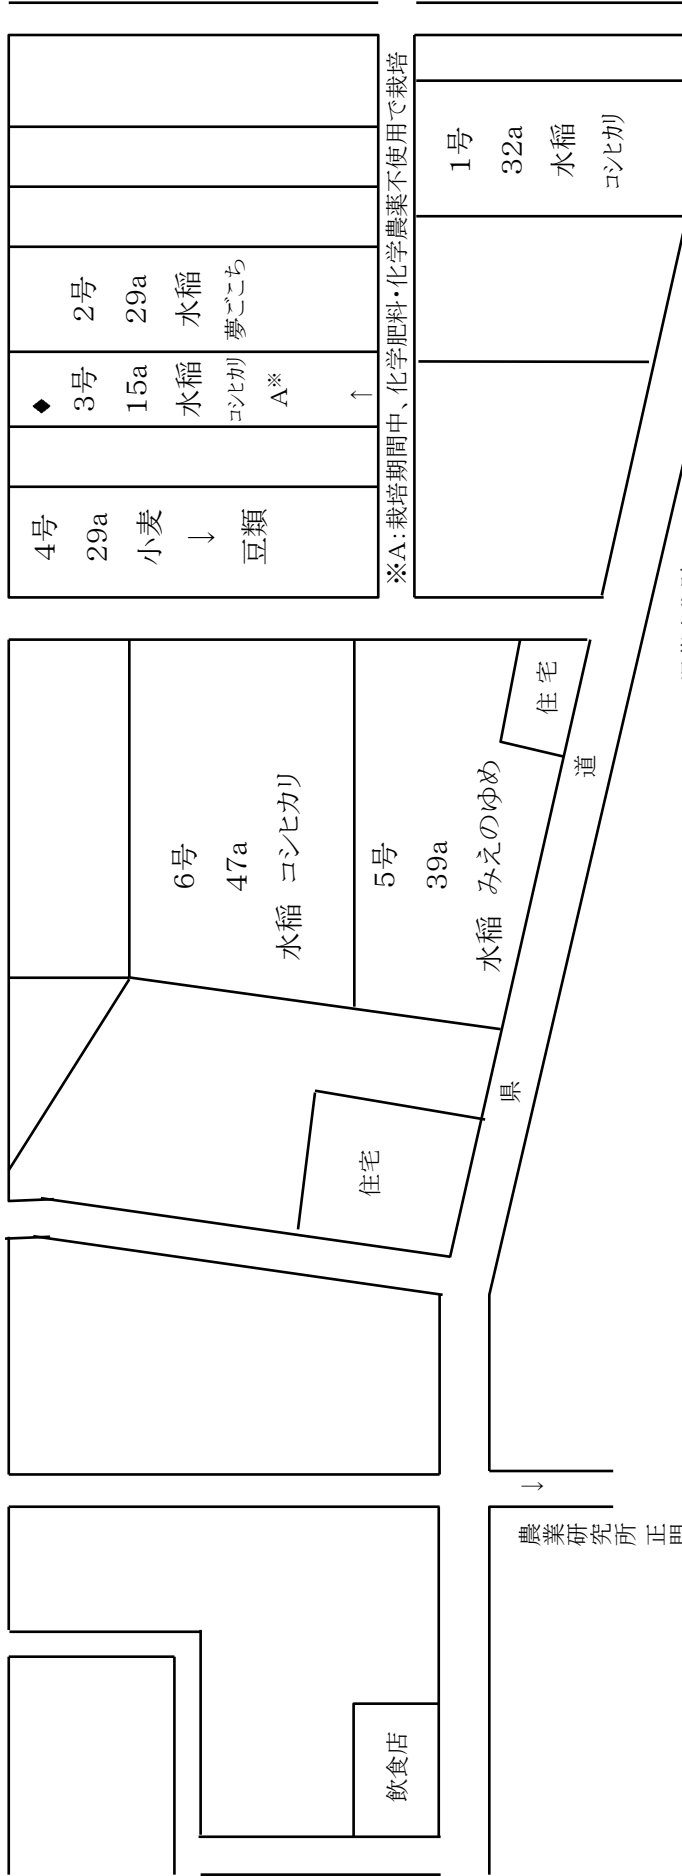 1号
32a
水稲
コシヒカリ
※A:栽培期間中、化学肥料・化学農薬不使用で栽培
2号
29a
水稲
夢ごこち
◆
3号
15a
水稲
コシヒカリ
A※
↑
4号
29a
小麦
↓
豆類
住宅
道
6号
47a
水稲 コシヒカリ
5号
39a
水稲 みえのゆめ
県
住宅
↓
農業研究所 正門
飲食店